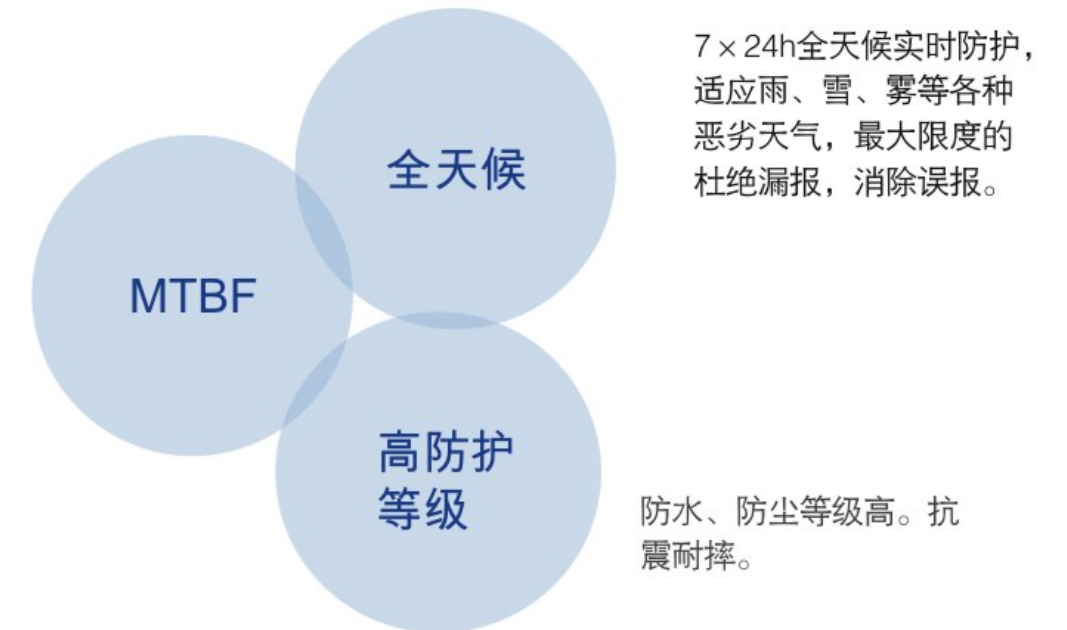 全天候
7×24h全天候实时防护，
适应雨、雪、雾等各种
恶劣天气，最大限度的
杜绝漏报，消除误报。
MTBF
高防护
等级
防水、防尘等级高。抗
震耐摔。